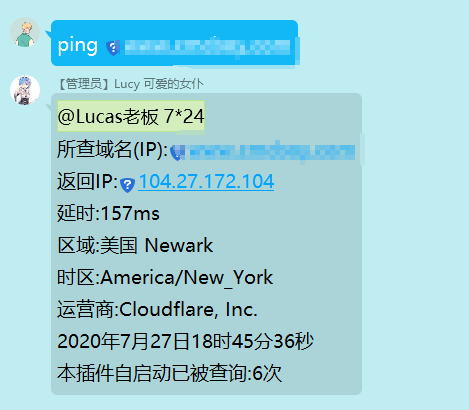 ping
【管理员】Lucy 可爱的女仆
@Lucas老板 7*24
所查域名(IP):
返回IP:104.27.172.104
延时:157ms
区域:美国 Newark
时区:America/New_York
运营商:Cloudflare, Inc.
2020年7月27日18时45分36秒
本插件自启动已被查询:6次